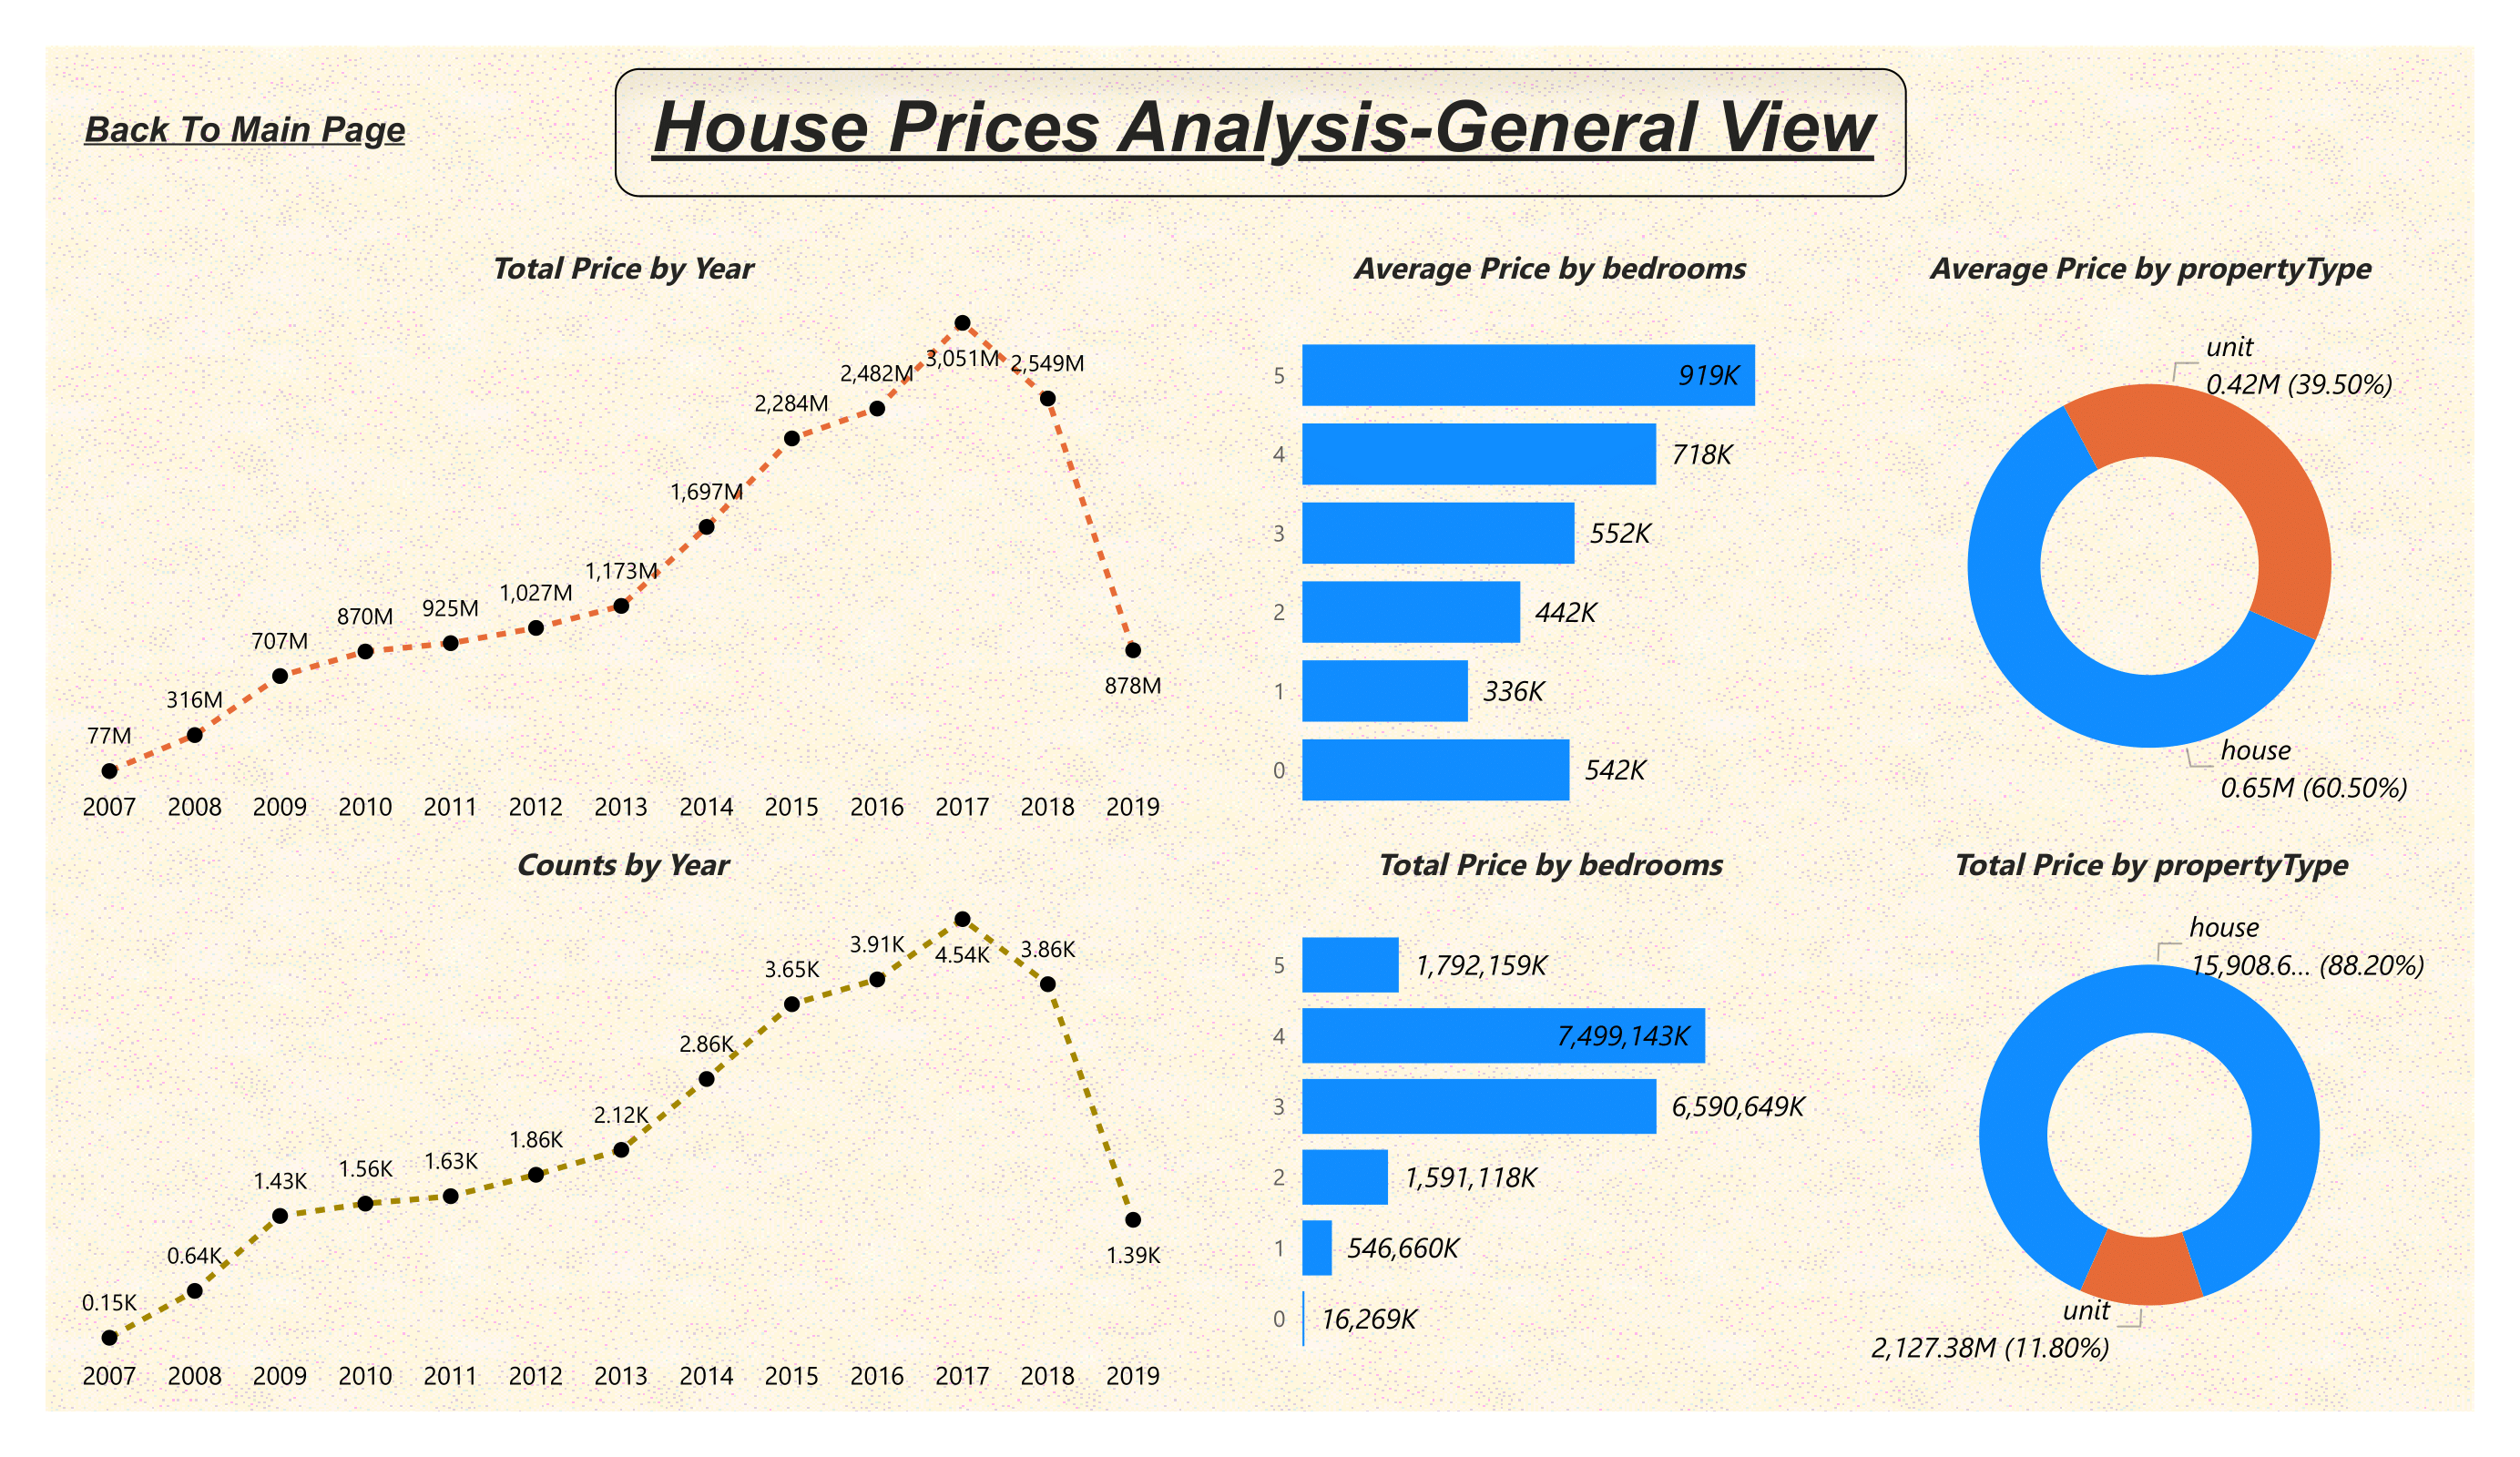 Back To Main Page
House Prices Analysis-General View
Total Price by Year
77M
316M
707M
870M
925M
1,027M
1,173M
1,697M
2,284M
2,482M
3,051M
2,549M
878M
2007 2008 2009 2010 2011 2012 2013 2014 2015 2016 2017 2018 2019
Average Price by bedrooms
5 919K
4 718K
3 552K
2 442K
1 336K
0 542K
Average Price by propertyType
unit
0.42M (39.50%)
house
0.65M (60.50%)
Counts by Year
0.15K
0.64K
1.43K
1.56K
1.63K
1.86K
2.12K
2.86K
3.65K
3.91K
4.54K
3.86K
1.39K
2007 2008 2009 2010 2011 2012 2013 2014 2015 2016 2017 2018 2019
Total Price by bedrooms
5 1,792,159K
4 7,499,143K
3 6,590,649K
2 1,591,118K
1 546,660K
0 16,269K
Total Price by propertyType
house
15,908.6... (88.20%)
unit
2,127.38M (11.80%)